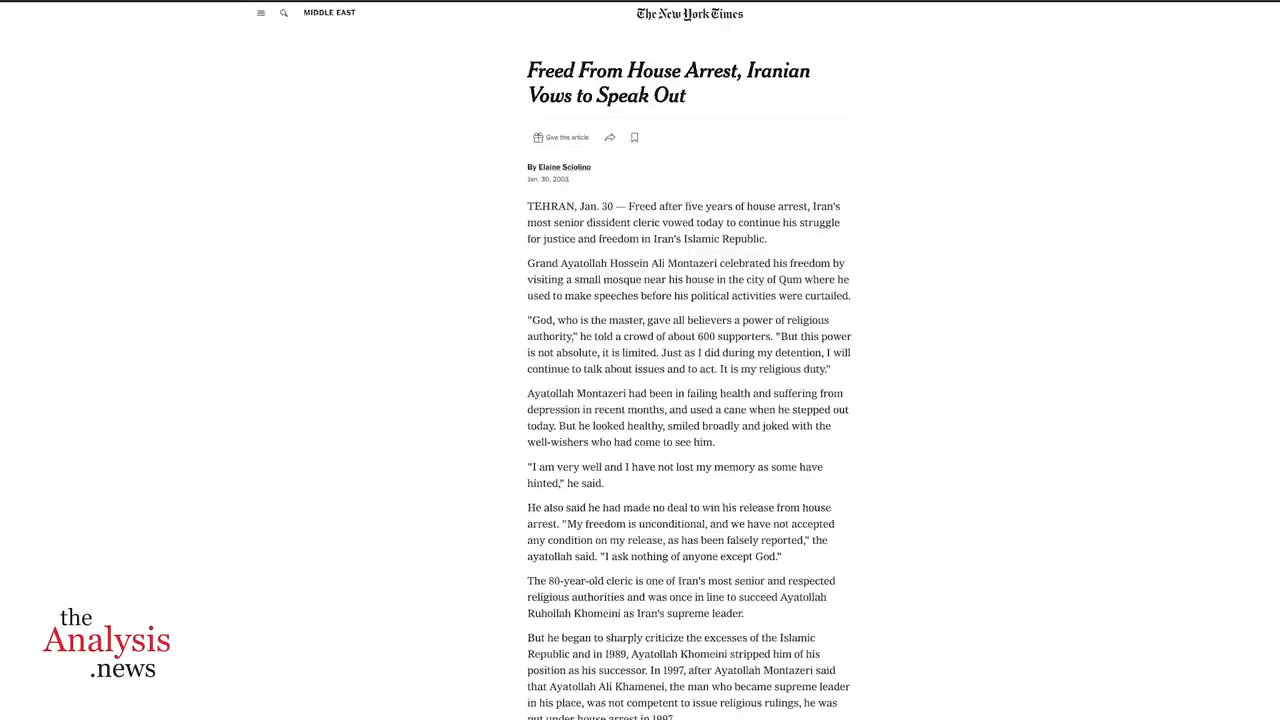 MIDDLE EAST
The New York Times
Freed From House Arrest, Iranian
Vows to Speak Out
Give this article
By Elaine Sciolino
Jan. 30, 2003
TEHRAN, Jan. 30 — Freed after five years of house arrest, Iran's
most senior dissident cleric vowed today to continue his struggle
for justice and freedom in Iran's Islamic Republic.
Grand Ayatollah Hossein Ali Montazeri celebrated his freedom by
visiting a small mosque near his house in the city of Qum where he
used to make speeches before his political activities were curtailed.
"God, who is the master, gave all believers a power of religious
authority," he told a crowd of about 600 supporters. "But this power
is not absolute, it is limited. Just as I did during my detention, I will
continue to talk about issues and to act. It is my religious duty."
Ayatollah Montazeri had been in failing health and suffering from
depression in recent months, and used a cane when he stepped out
today. But he looked healthy, smiled broadly and joked with the
well-wishers who had come to see him.
"I am very well and I have not lost my memory as some have
hinted," he said.
He also said he had made no deal to win his release from house
arrest. "My freedom is unconditional, and we have not accepted
any condition on my release, as has been falsely reported," the
ayatollah said. "I ask nothing of anyone except God."
The 80-year-old cleric is one of Iran's most senior and respected
religious authorities and was once in line to succeed Ayatollah
Ruhollah Khomeini as Iran's supreme leader.
But he began to sharply criticize the excesses of the Islamic
Republic and in 1989, Ayatollah Khomeini stripped him of his
position as his successor. In 1997, after Ayatollah Montazeri said
that Ayatollah Ali Khamenei, the man who became supreme leader
in his place, was not competent to issue religious rulings, he was
put under house arrest in 1997.
the
Analysis
.news